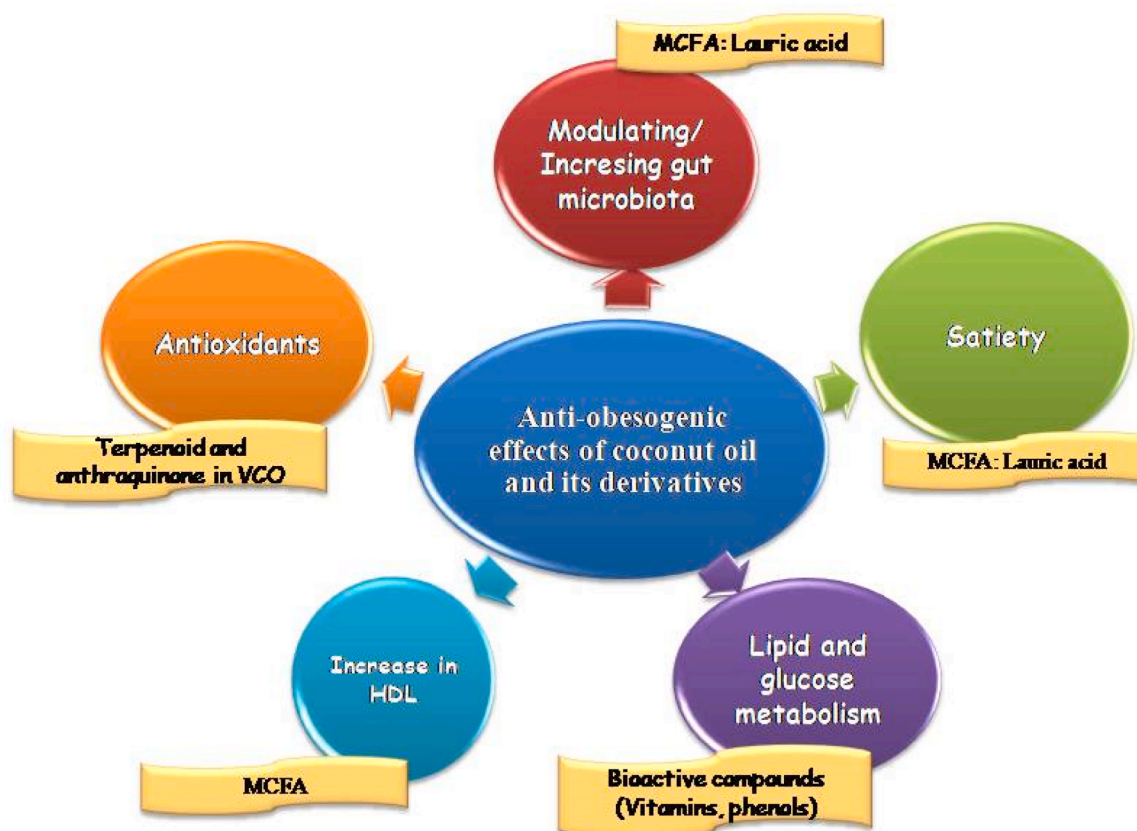 MCFA: Lauric acid
Modulating/
Incresing gut
microbiota
Antioxidants
Terpenoid and
anthraquinone in VCO
Satiety
MCFA: Lauric acid
Anti-obesogenic
effects of coconut oil
and its derivatives
Increase in
HDL
MCFA
Lipid and
glucose
metabolism
Bioactive compounds
(Vitamins, phenols)